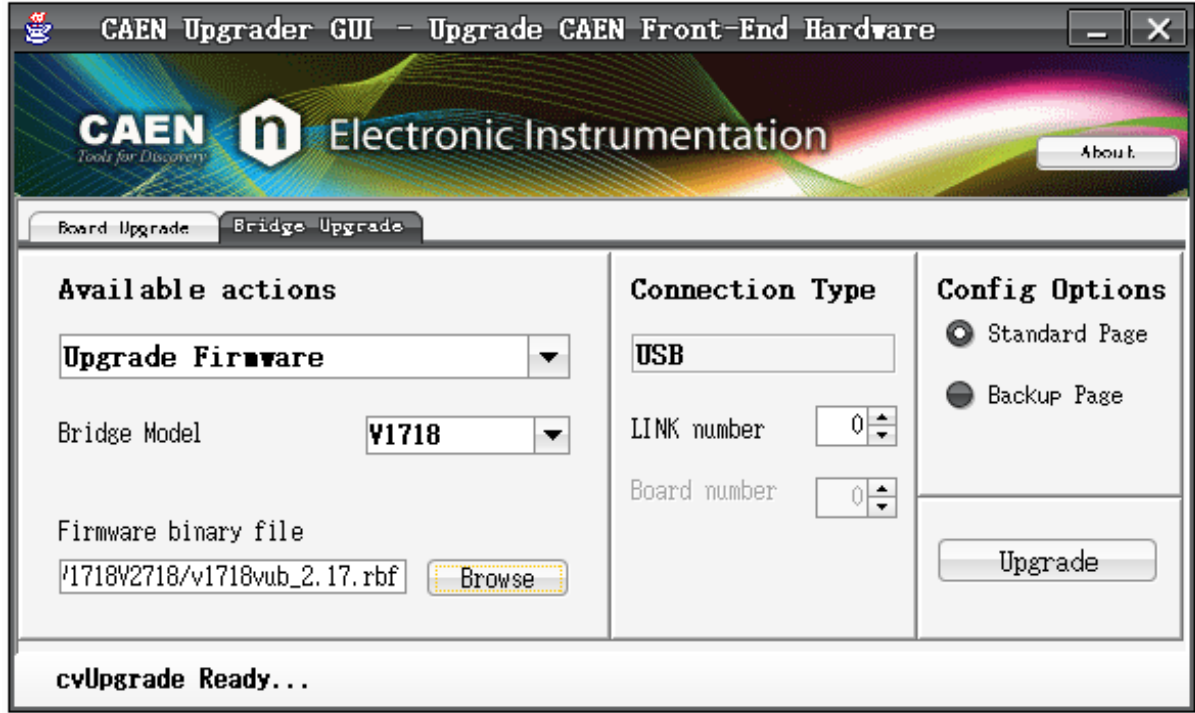 CAEN Upgrader GUI - Upgrade CAEN Front-End Hardware
CAEN
Tools for Discovery
n
Electronic Instrumentation
About
Board Upgrade
Bridge Upgrade
Available actions
Upgrade Firmware
Bridge Model
V1718
Firmware binary file
/1718V2718/v1718vub_2.17.rbf
Browse
Connection Type
USB
LINK number
0
Board number
0
Config Options
Standard Page
Backup Page
Upgrade
cvUpgrade Ready...